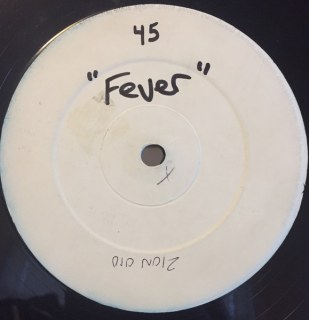 45
"Fever"
x
ZION 010